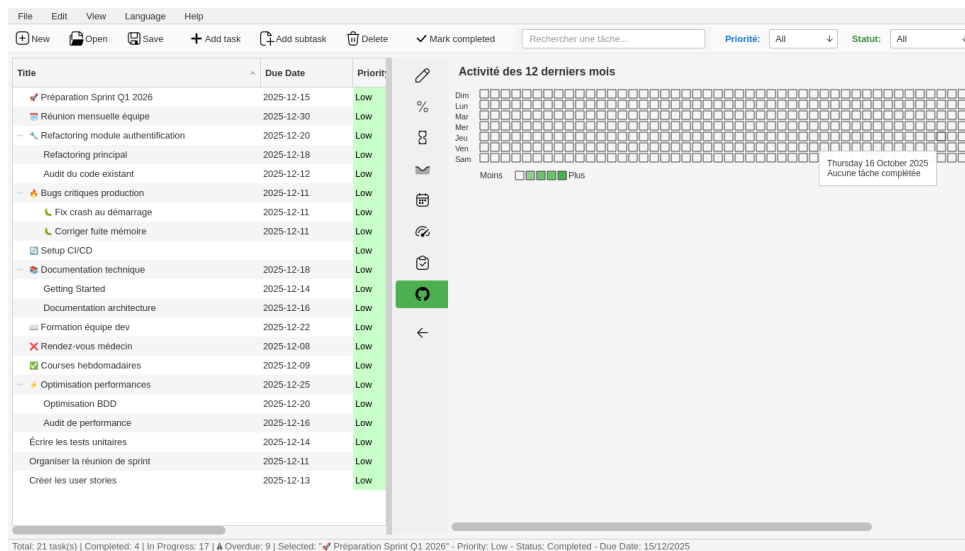 File Edit View Language Help
New Open Save Add task Add subtask Delete Mark completed Rechercher une tâche... Priorité: All Statut: All
Title Due Date Priority
Préparation Sprint Q1 2026 2025-12-15 Low
Réunion mensuelle équipe 2025-12-30 Low
Refactoring module authentification 2025-12-20 Low
Refactoring principal 2025-12-18 Low
Audit du code existant 2025-12-12 Low
Bugs critiques production 2025-12-11 Low
Fix crash au démarrage 2025-12-11 Low
Corriger fuite mémoire 2025-12-11 Low
Setup CI/CD Low
Documentation technique 2025-12-18 Low
Getting Started 2025-12-14 Low
Documentation architecture 2025-12-16 Low
Formation équipe dev 2025-12-22 Low
Rendez-vous médecin 2025-12-08 Low
Courses hebdomadaires 2025-12-09 Low
Optimisation performances 2025-12-25 Low
Optimisation BDD 2025-12-20 Low
Audit de performance 2025-12-16 Low
Écrire les tests unitaires 2025-12-14 Low
Organiser la réunion de sprint 2025-12-11 Low
Créer les user stories 2025-12-13 Low
Activité des 12 derniers mois
Dim
Lun
Mar
Mer
Jeu
Ven
Sam
Moins Plus
Thursday 16 October 2025
Aucune tâche complétée
Total: 21 task(s) | Completed: 4 | In Progress: 17 | Overdue: 9 | Selected: "🚀 Préparation Sprint Q1 2026" - Priority: Low - Status: Completed - Due Date: 15/12/2025